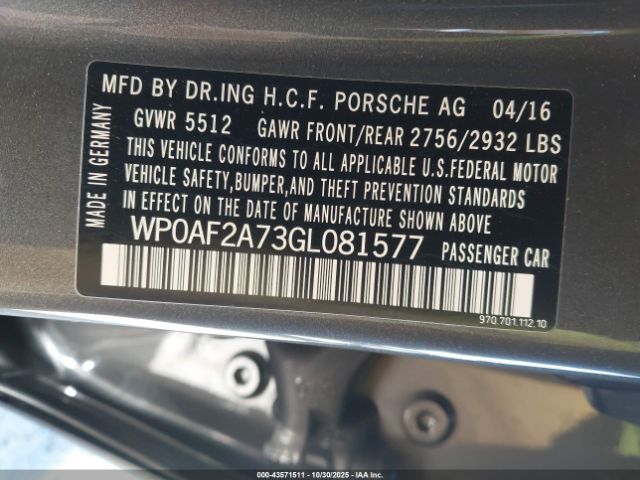 MFD BY DR.ING H.C.F. PORSCHE AG 04/16
GVWR 5512 GAWR FRONT/REAR 2756/2932 LBS
THIS VEHICLE CONFORMS TO ALL APPLICABLE U.S.FEDERAL MOTOR
VEHICLE SAFETY,BUMPER,AND THEFT PREVENTION STANDARDS
IN EFFECT ON THE DATE OF MANUFACTURE SHOWN ABOVE
WP0AF2A73GL081577 PASSENGER CAR
MADE IN GERMANY
970.701.112.10
000-43571511 - 10/30/2025 - IAA Inc.